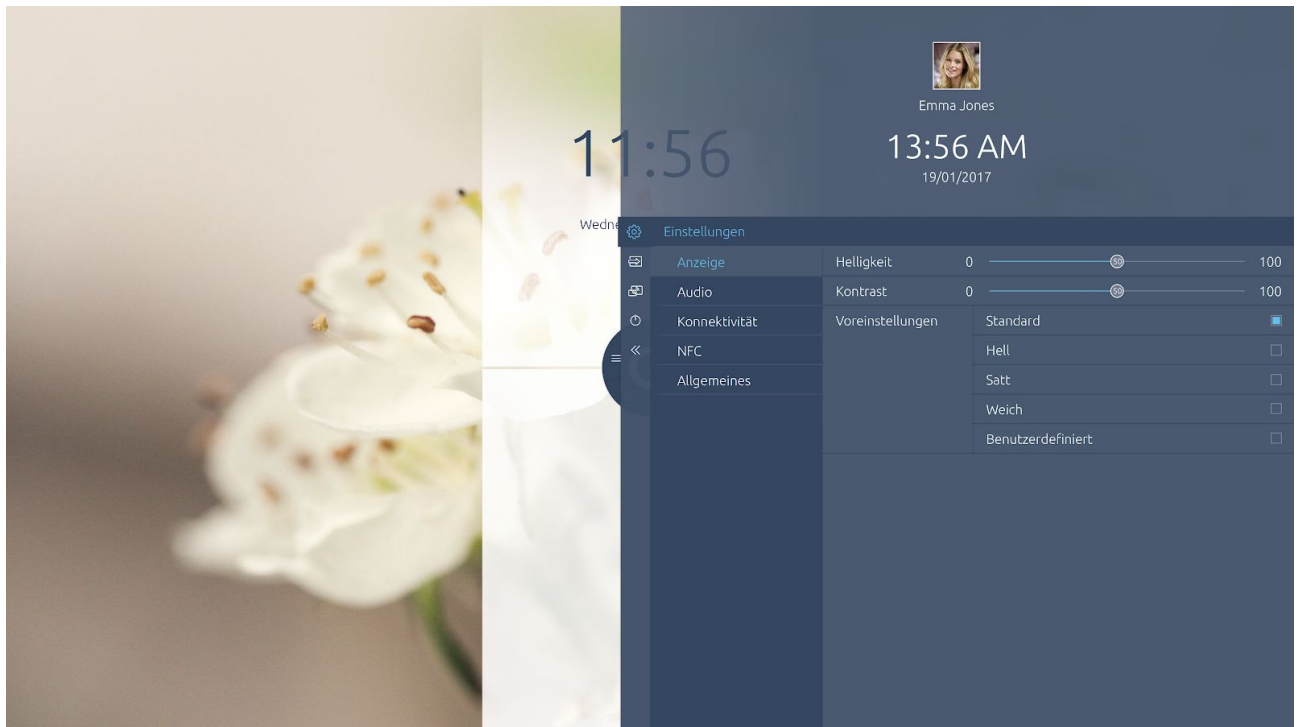 Emma Jones
11:56
13:56 AM
19/01/2017
Wedne
Einstellungen
Anzeige
Helligkeit 0 50 100
Audio
Kontrast 0 50 100
Konnektivität
Voreinstellungen
Standard
NFC
Hell
Allgemeines
Satt
Weich
Benutzerdefiniert